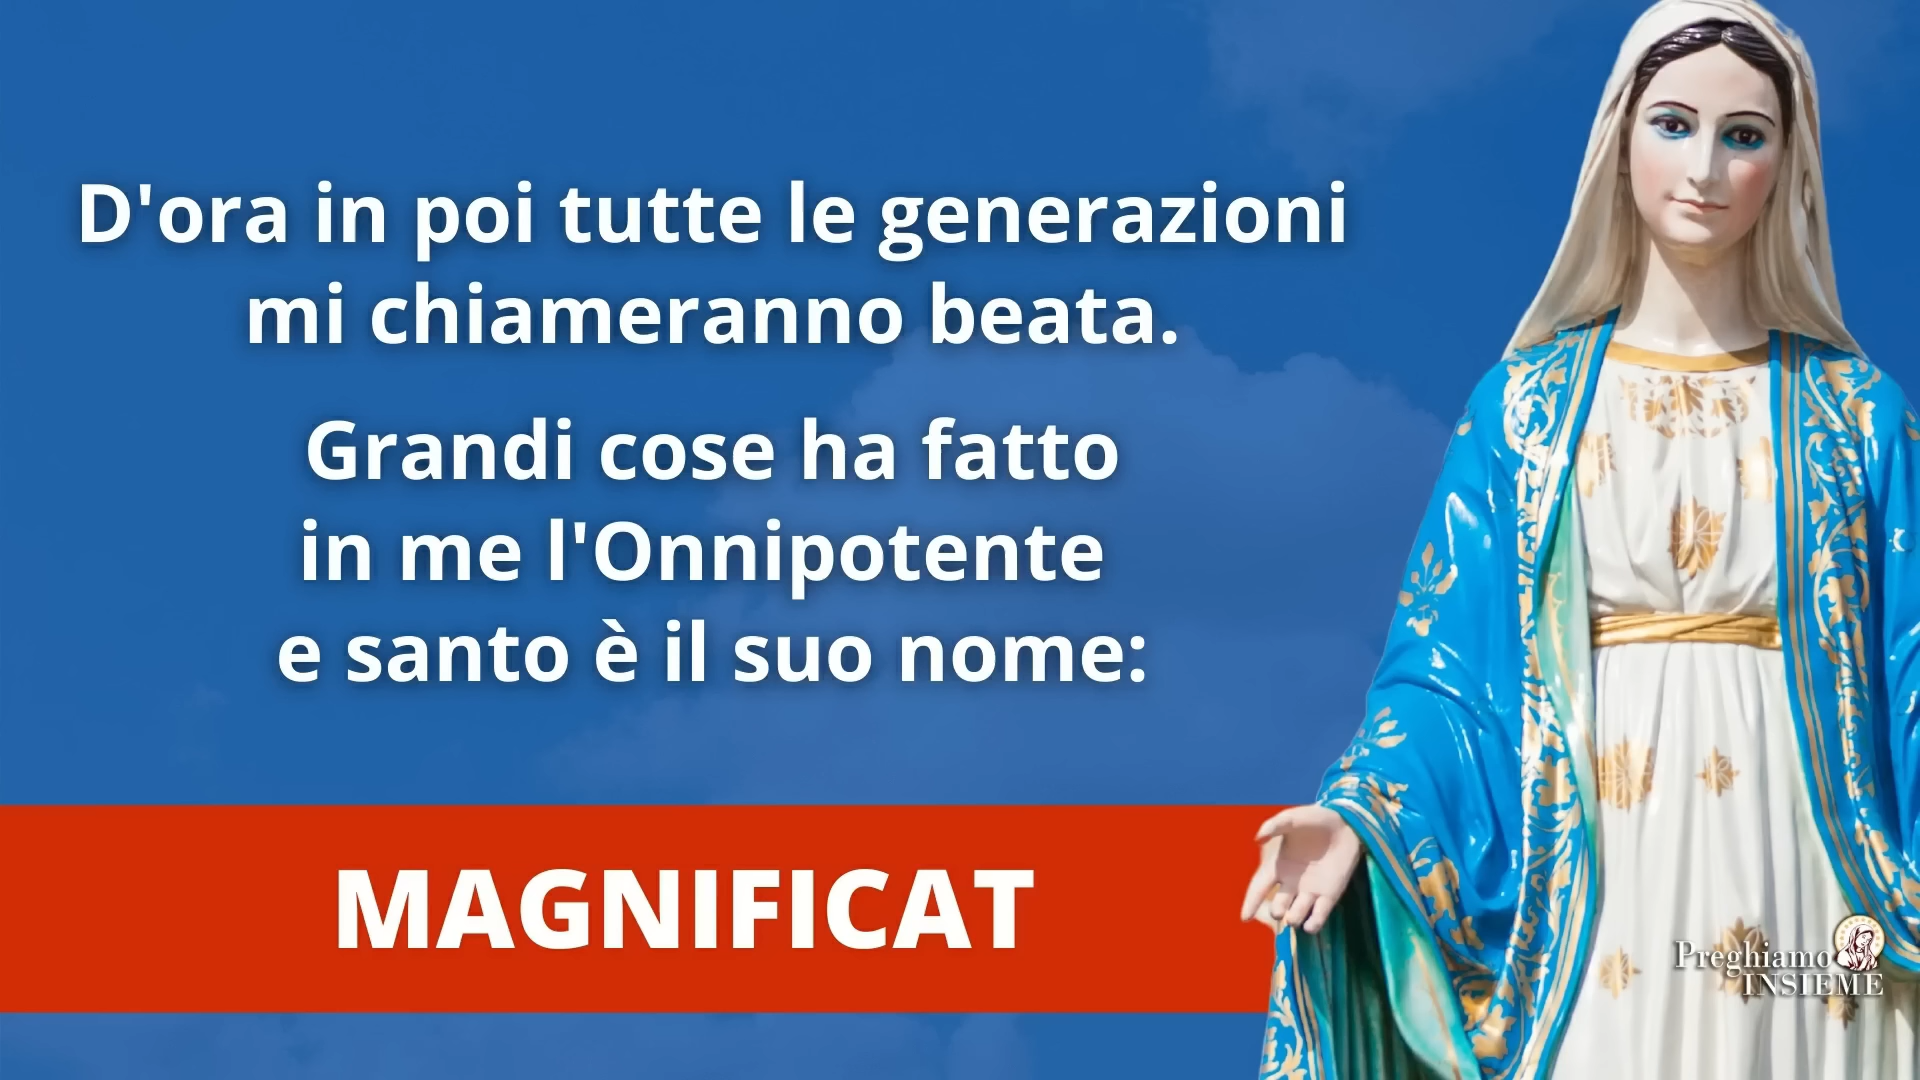 D'ora in poi tutte le generazioni
mi chiameranno beata.
Grandi cose ha fatto
in me l'Onnipotente
e santo è il suo nome:
MAGNIFICAT
Preghiamo
INSIEME